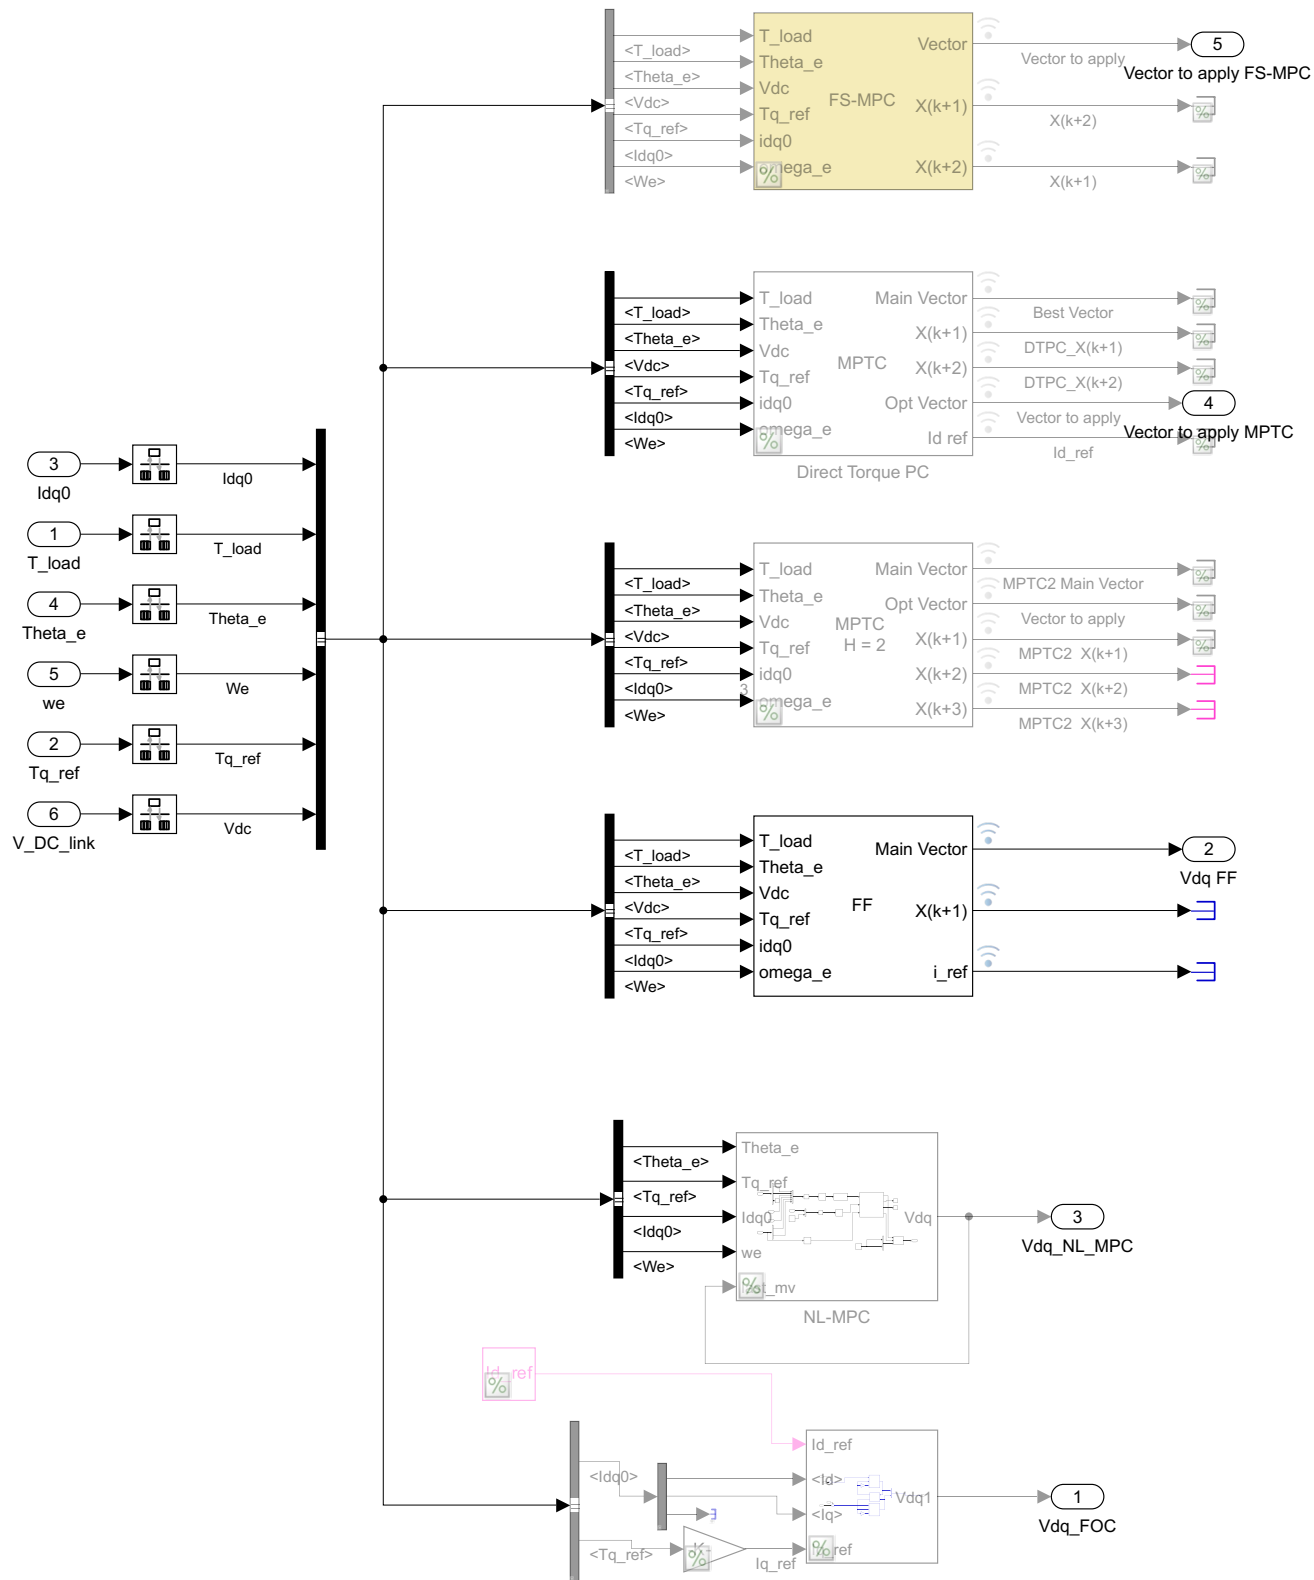 T_load
Theta_e
Vdc
Tq_ref
idq0
omega_e
FS-MPC
Vector
X(k+1)
X(k+2)
<T_load>
<Theta_e>
<Vdc>
<Tq_ref>
<Idq0>
<We>
Vector to apply
X(k+2)
X(k+1)
5
Vector to apply FS-MPC
T_load
Theta_e
Vdc
Tq_ref
idq0
omega_e
MPTC
Main Vector
X(k+1)
X(k+2)
Opt Vector
Id ref
<T_load>
<Theta_e>
<Vdc>
<Tq_ref>
<Idq0>
<We>
Best Vector
DTPC_X(k+1)
DTPC_X(k+2)
Vector to apply
Id_ref
4
Vector to apply MPTC
Direct Torque PC
3
Idq0
1
T_load
4
Theta_e
5
we
2
Tq_ref
6
V_DC_link
Idq0
T_load
Theta_e
We
Tq_ref
Vdc
T_load
Theta_e
Vdc
Tq_ref
idq0
3
omega_e
MPTC
H = 2
Main Vector
Opt Vector
X(k+1)
X(k+2)
X(k+3)
<T_load>
<Theta_e>
<Vdc>
<Tq_ref>
<Idq0>
<We>
MPTC2 Main Vector
Vector to apply
MPTC2 X(k+1)
MPTC2 X(k+2)
MPTC2 X(k+3)
T_load
Theta_e
Vdc
Tq_ref
idq0
omega_e
FF
Main Vector
X(k+1)
i_ref
<T_load>
<Theta_e>
<Vdc>
<Tq_ref>
<Idq0>
<We>
2
Vdq FF
Theta_e
Tq_ref
Idq0
we
last_mv
Vdq
<Theta_e>
<Tq_ref>
<Idq0>
<We>
3
Vdq_NL_MPC
NL-MPC
Id_ref
Id_ref
<Id>
<Iq>
Vdq1
<Idq0>
<Tq_ref>
Iq_ref
1
Vdq_FOC